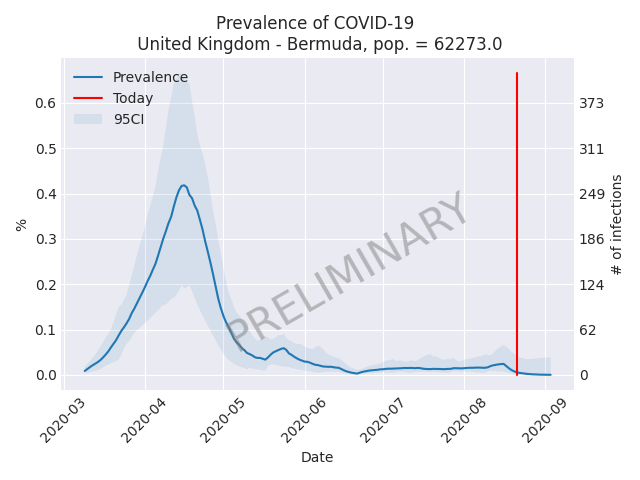 Prevalence of COVID-19
United Kingdom - Bermuda, pop. = 62273.0
Prevalence
Today
95CI
0.6
0.5
0.4
0.3
0.2
0.1
0.0
%
373
311
249
186
124
62
0
# of infections
PRELIMINARY
2020-03
2020-04
2020-05
2020-06
2020-07
2020-08
2020-09
Date